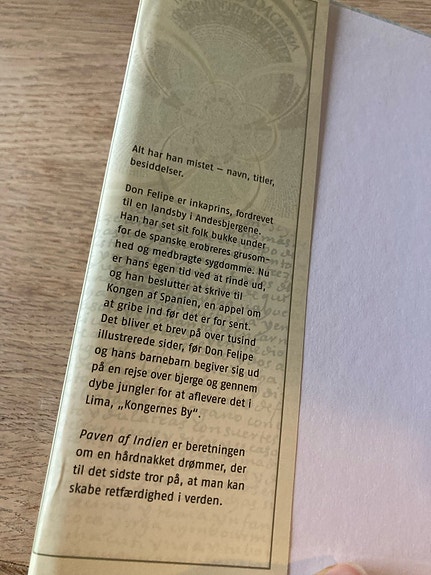 Alt har han mistet – navn, titler,
besiddelser.
Don Felipe er inkaprins, fordrevet
til en landsby i Andesbjergene.
Han har set sit folk bukke under
for de spanske erobreres grusom-
hed og medbragte sygdomme. Nu
er hans egen tid ved at rinde ud,
og han beslutter at skrive til
Kongen af Spanien, en appel om
at gribe ind før det er for sent.
Det bliver et brev på over tusind
illustrerede sider, før Don Felipe
og hans barnebarn begiver sig ud
på en rejse over bjerge og gennem
dybe jungler for at aflevere det i
Lima, „Kongernes By“.
Paven af Indien er beretningen
om en hårdnakket drømmer, der
til det sidste tror på, at man kan
skabe retfærdighed i verden.